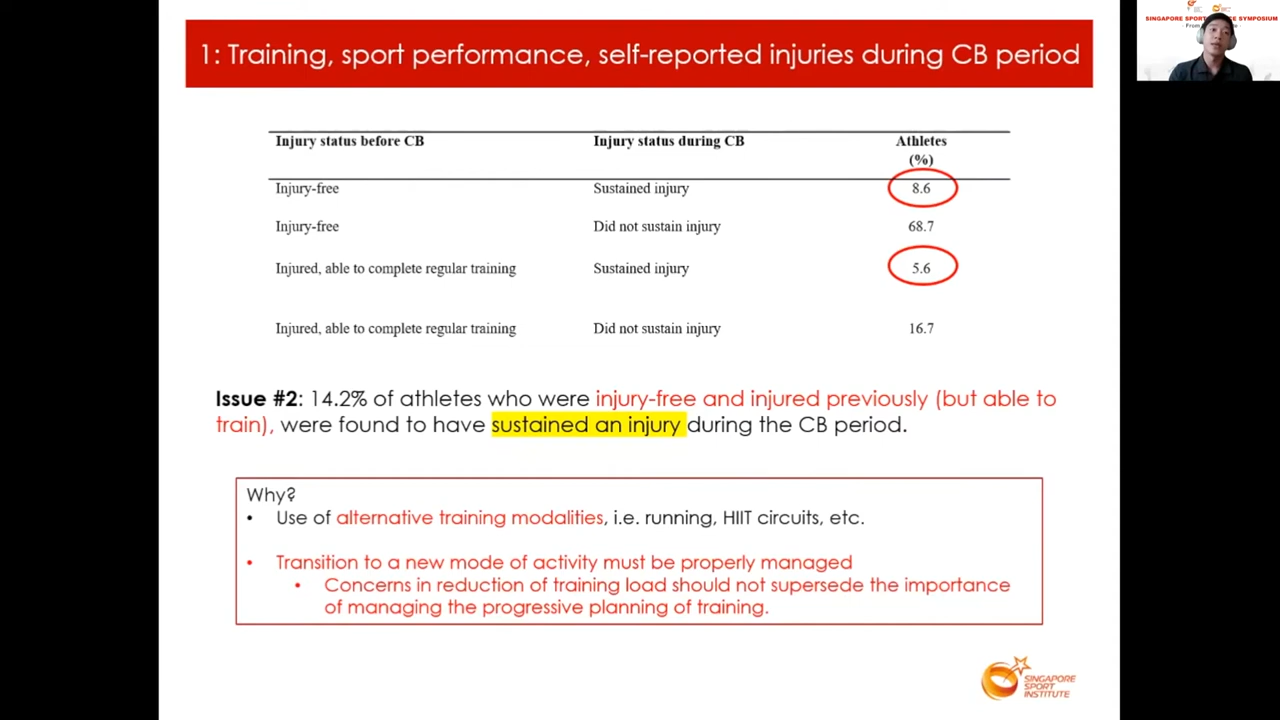 1: Training, sport performance, self-reported injuries during CB period
SINGAPORE SPORT SYMPOSIUM
Injury status before CB Injury status during CB Athletes
(%)
Injury-free Sustained injury 8.6
Injury-free Did not sustain injury 68.7
Injured, able to complete regular training Sustained injury 5.6
Injured, able to complete regular training Did not sustain injury 16.7
Issue #2: 14.2% of athletes who were injury-free and injured previously (but able to
train), were found to have sustained an injury during the CB period.
Why?
• Use of alternative training modalities, i.e. running, HIIT circuits, etc.
• Transition to a new mode of activity must be properly managed
• Concerns in reduction of training load should not supersede the importance
of managing the progressive planning of training.
SINGAPORE
SPORT
INSTITUTE